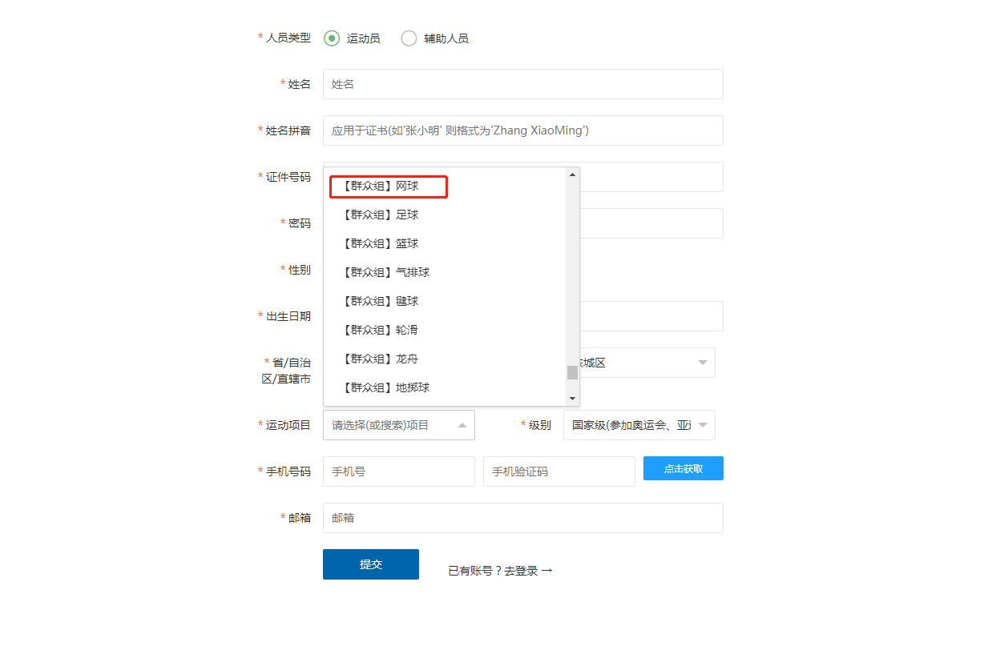 * 人员类型 运动员 辅助人员
* 姓名 姓名
* 姓名拼音 应用于证书(如'张小明' 则格式为'Zhang XiaoMing')
* 证件号码
【群众组】网球
【群众组】足球
* 密码
【群众组】篮球
* 性别
【群众组】气排球
【群众组】毽球
* 出生日期
【群众组】轮滑
【群众组】龙舟
* 省/自治
区/直辖市
城区
【群众组】地掷球
* 运动项目 请选择(或搜索)项目 * 级别 国家级(参加奥运会、亚
* 手机号码 手机号 手机验证码 点击获取
* 邮箱 邮箱
提交 已有账号？去登录 →